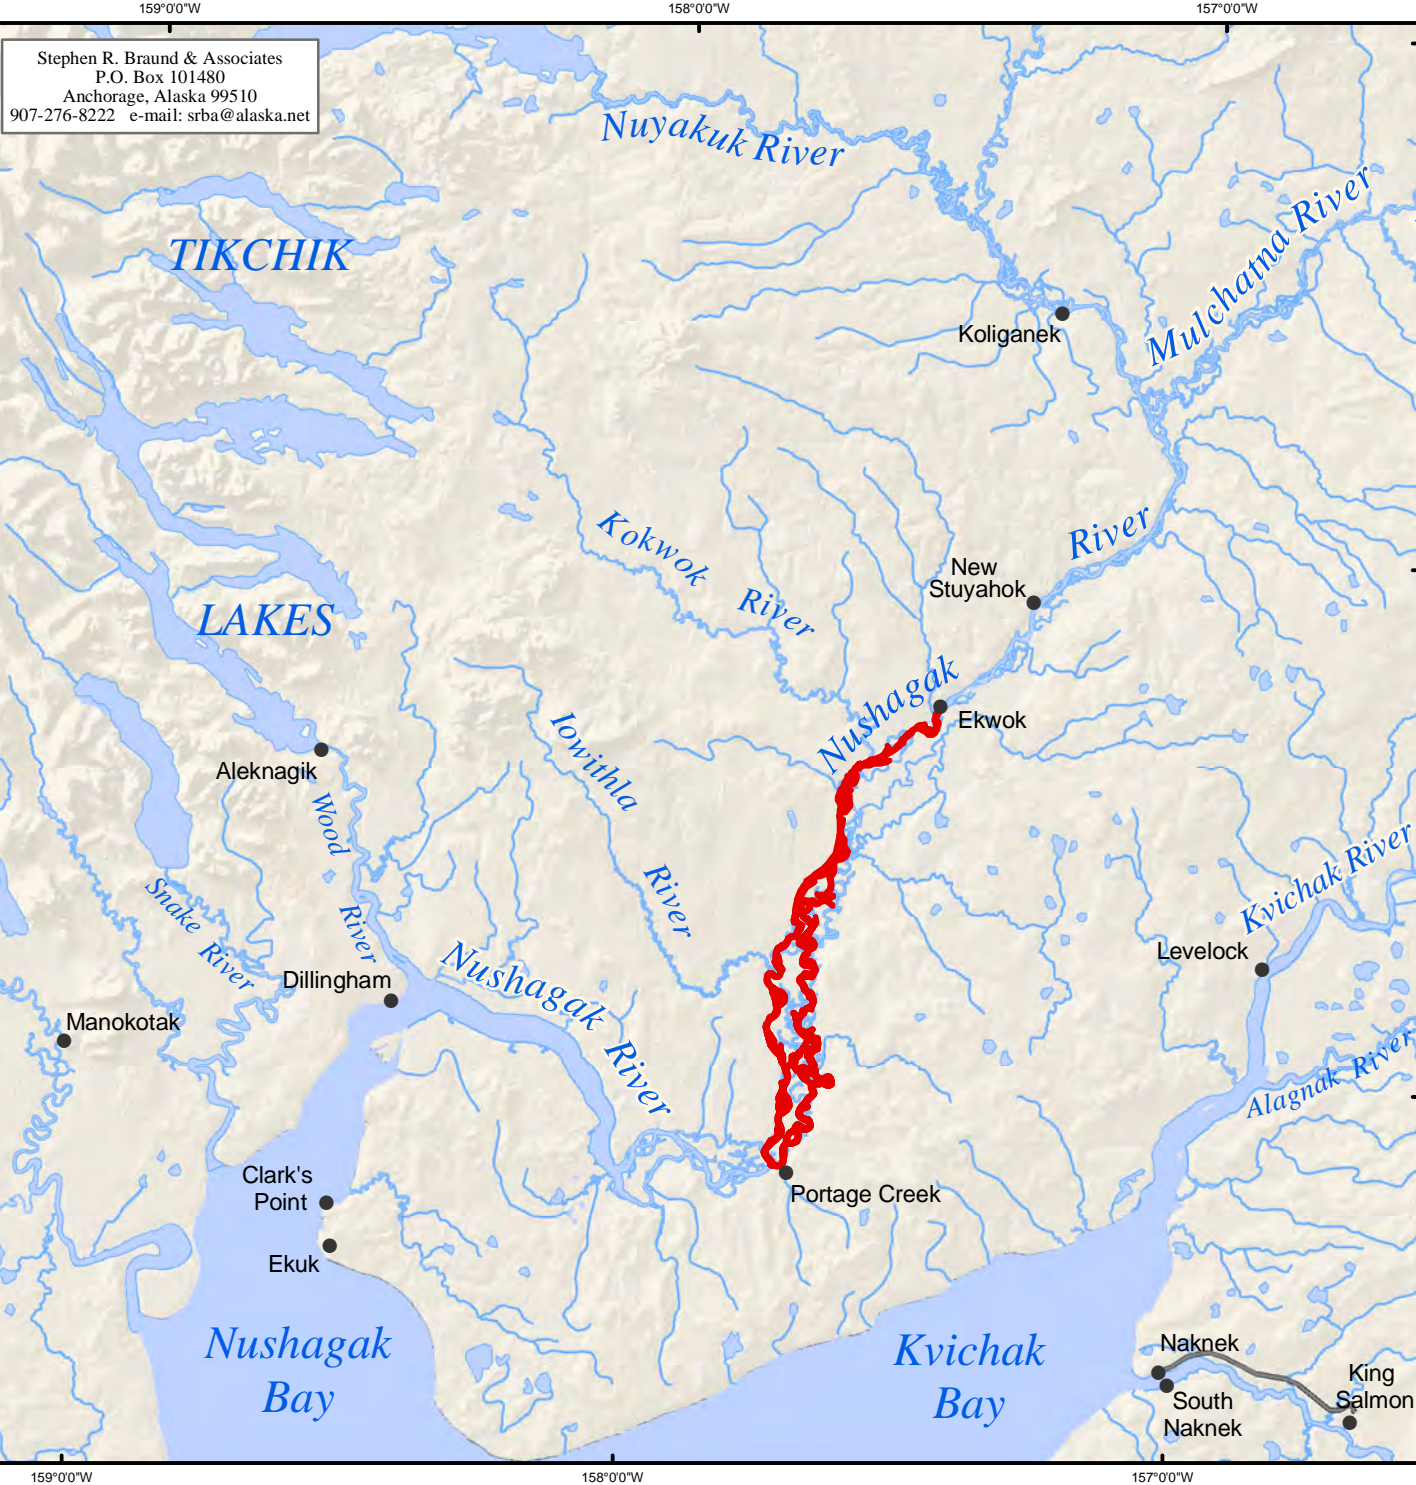 159°0'0"W
158°0'0"W
157°0'0"W
Stephen R. Braund & Associates
P.O. Box 101480
Anchorage, Alaska 99510
907-276-8222 e-mail: srba@alaska.net
Nuyakuk River
Mulchatna River
TIKCHIK
Koliganek
Kokwok River
New
Stuyahok
River
LAKES
Nushagak
Ekwok
Iowithla
River
Aleknagik
Wood
River
Snake River
Kvichak River
Levelock
Dillingham
Nushagak
River
Manokotak
Alagnak River
Clark's
Point
Portage Creek
Ekuk
Nushagak
Bay
Kvichak
Bay
Naknek
South
Naknek
King
Salmon
159°0'0"W
158°0'0"W
157°0'0"W